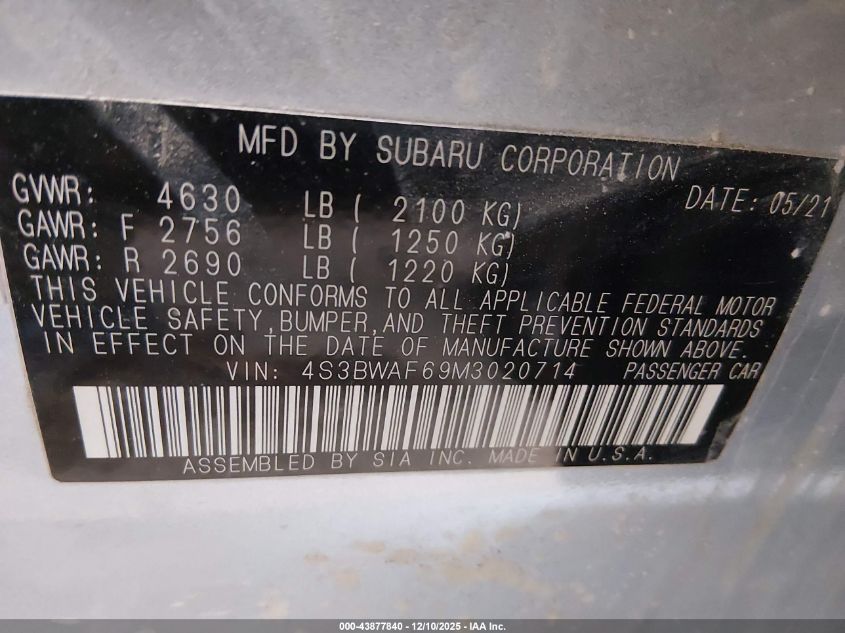 MFD BY SUBARU CORPORATION
GVWR: 4630 LB ( 2100 KG) DATE: 05/21
GAWR: F 2756 LB ( 1250 KG)
GAWR: R 2690 LB ( 1220 KG)
THIS VEHICLE CONFORMS TO ALL APPLICABLE FEDERAL MOTOR
VEHICLE SAFETY,BUMPER,AND THEFT PREVENTION STANDARDS
IN EFFECT ON THE DATE OF MANUFACTURE SHOWN ABOVE.
VIN: 4S3BWAF69M3020714 PASSENGER CAR
ASSEMBLED BY SIA INC. MADE IN U.S.A.
000-43877840 - 12/10/2025 - IAA Inc.